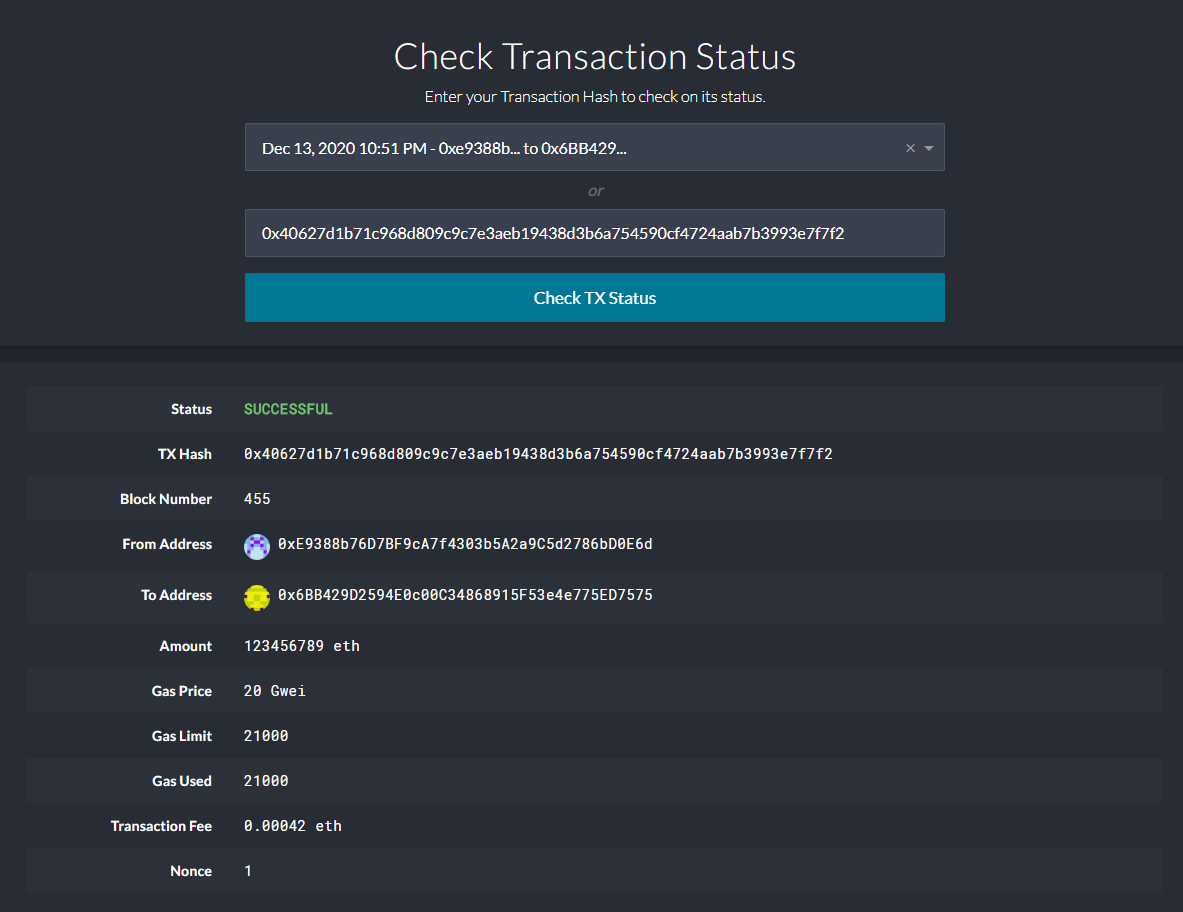 Check Transaction Status
Enter your Transaction Hash to check on its status.
Dec 13, 2020 10:51 PM - 0xe9388b... to 0x6BB429...
or
0x40627d1b71c968d809c9c7e3aeb19438d3b6a754590cf4724aab7b3993e7f7f2
Check TX Status
Status SUCCESSFUL
TX Hash 0x40627d1b71c968d809c9c7e3aeb19438d3b6a754590cf4724aab7b3993e7f7f2
Block Number 455
From Address 0xE9388b76D7BF9cA7f4303b5A2a9C5d2786bD0E6d
To Address 0x6BB429D2594E0c00C34868915F53e4e775ED7575
Amount 123456789 eth
Gas Price 20 Gwei
Gas Limit 21000
Gas Used 21000
Transaction Fee 0.00042 eth
Nonce 1